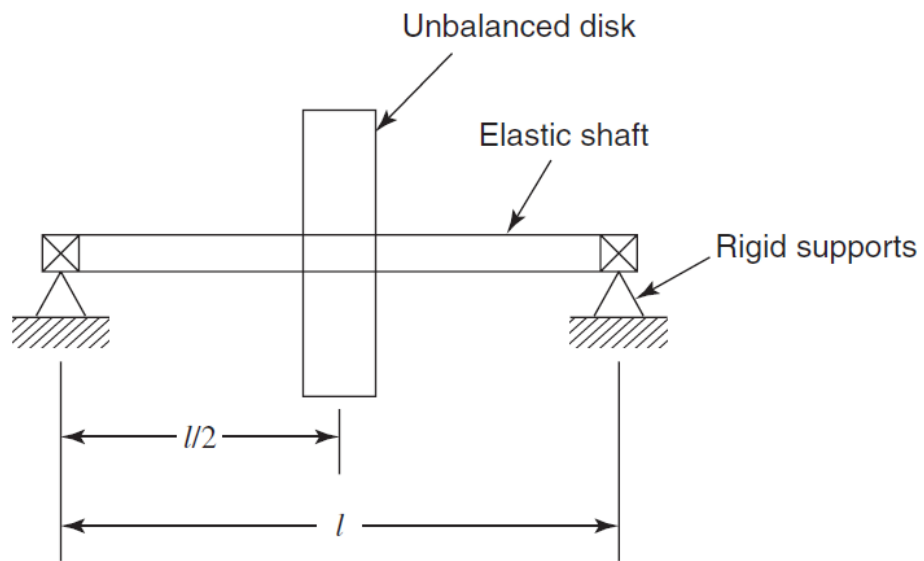 Unbalanced disk
Elastic shaft
Rigid supports
l/2
l